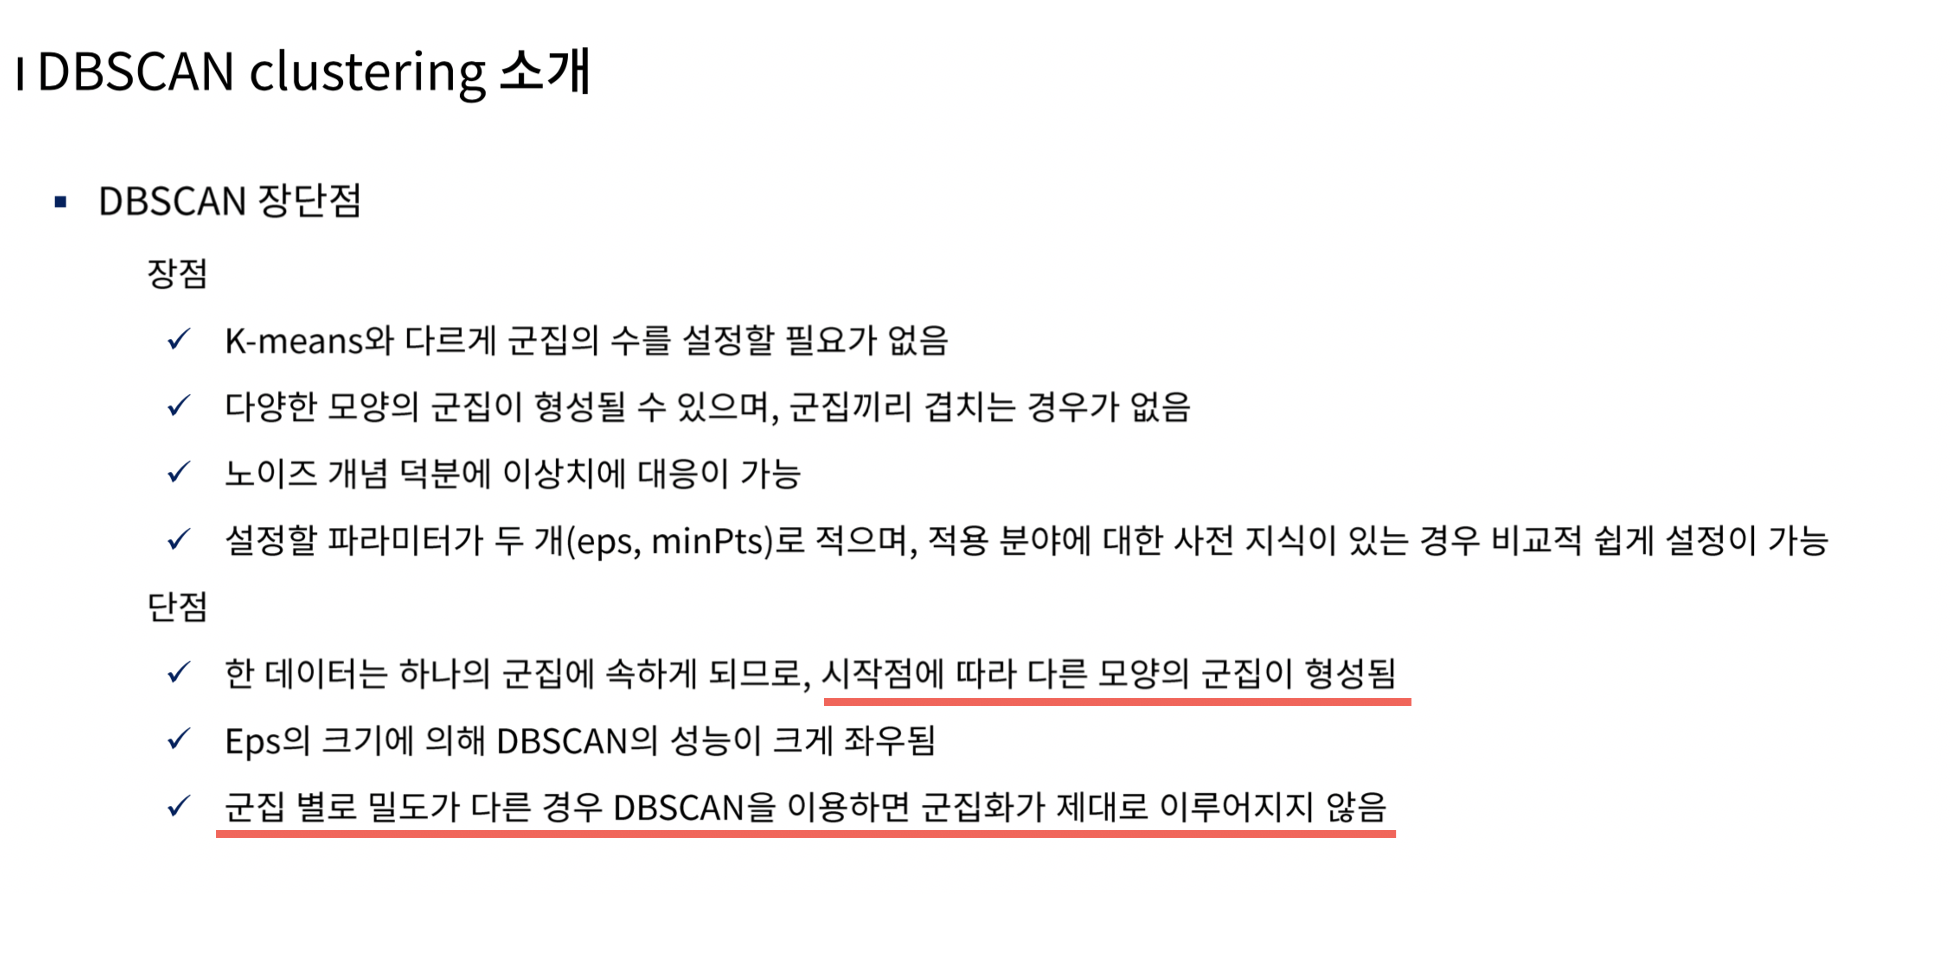 DBSCAN clustering 소개
DBSCAN 장단점
장점
K-means와 다르게 군집의 수를 설정할 필요가 없음
다양한 모양의 군집이 형성될 수 있으며, 군집끼리 겹치는 경우가 없음
노이즈 개념 덕분에 이상치에 대응이 가능
설정할 파라미터가 두 개(eps, minPts)로 적으며, 적용 분야에 대한 사전 지식이 있는 경우 비교적 쉽게 설정이 가능
단점
한 데이터는 하나의 군집에 속하게 되므로, 시작점에 따라 다른 모양의 군집이 형성됨
Eps의 크기에 의해 DBSCAN의 성능이 크게 좌우됨
군집 별로 밀도가 다른 경우 DBSCAN을 이용하면 군집화가 제대로 이루어지지 않음